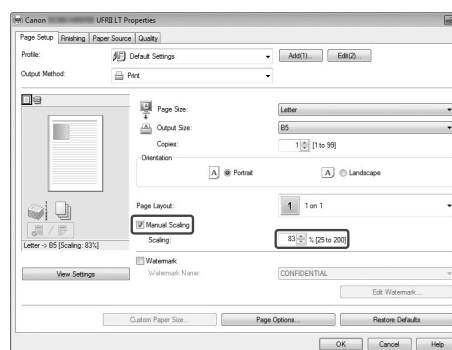 Canon UFRII LT Properties
Page Setup Finishing Paper Source Quality
Profile: Default Settings Add(1)... Edit(2)...
Output Method: Print
Page Size: Letter
Output Size: B5
Copies: 1 [1 to 99]
Orientation
A Portrait A Landscape
Page Layout: 1 1 on 1
Manual Scaling
Scaling: 83 % [25 to 200]
Letter -> B5 [Scaling: 83%]
Watermark
View Settings Watermark Name: CONFIDENTIAL
Edit Watermark...
Custom Paper Size... Page Options... Restore Defaults
OK Cancel Help